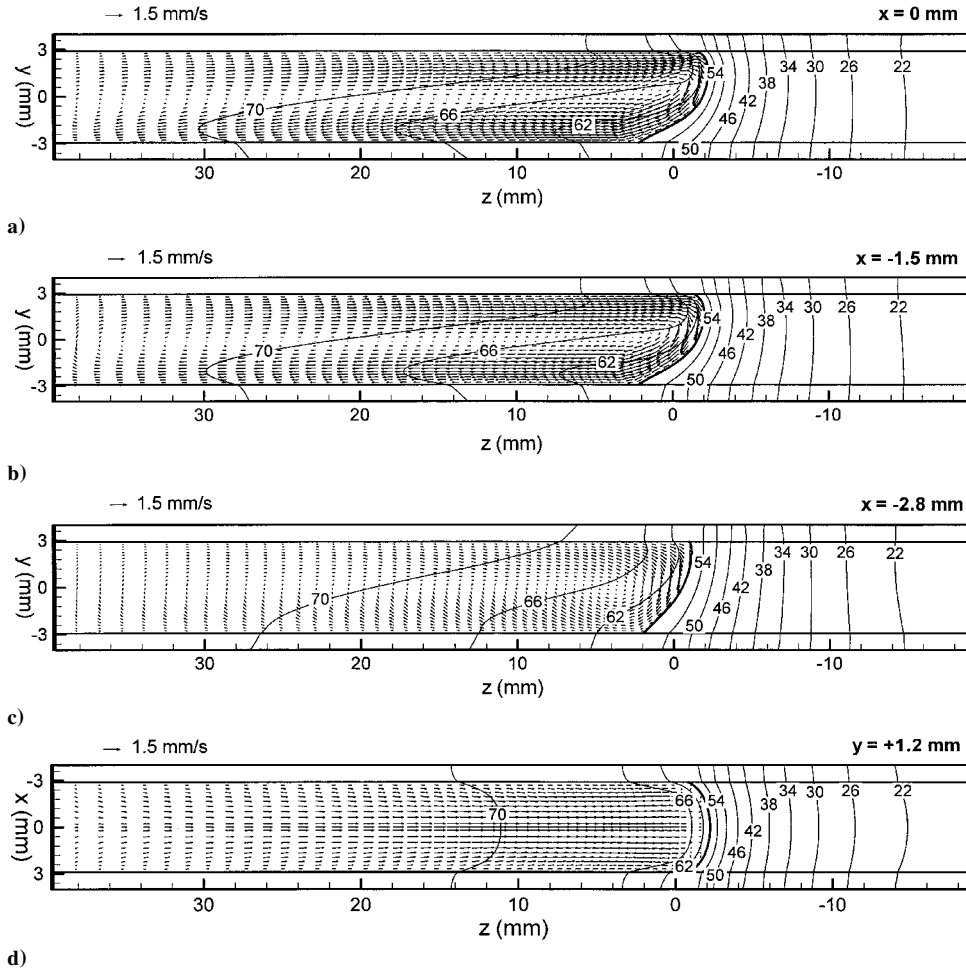 → 1.5 mm/s x = 0 mm
3 0 -3 y (mm)
70 66 62 54 50 46 42 38 34 30 26 22
30 20 10 0 -10
z (mm)
a)
→ 1.5 mm/s x = -1.5 mm
3 0 -3 y (mm)
70 66 62 54 50 46 42 38 34 30 26 22
30 20 10 0 -10
z (mm)
b)
→ 1.5 mm/s x = -2.8 mm
3 0 -3 y (mm)
70 66 62 54 50 46 42 38 34 30 26 22
30 20 10 0 -10
z (mm)
c)
→ 1.5 mm/s y = +1.2 mm
-3 0 3 x (mm)
70 66 62 54 50 46 42 38 34 30 26 22
30 20 10 0 -10
z (mm)
d)